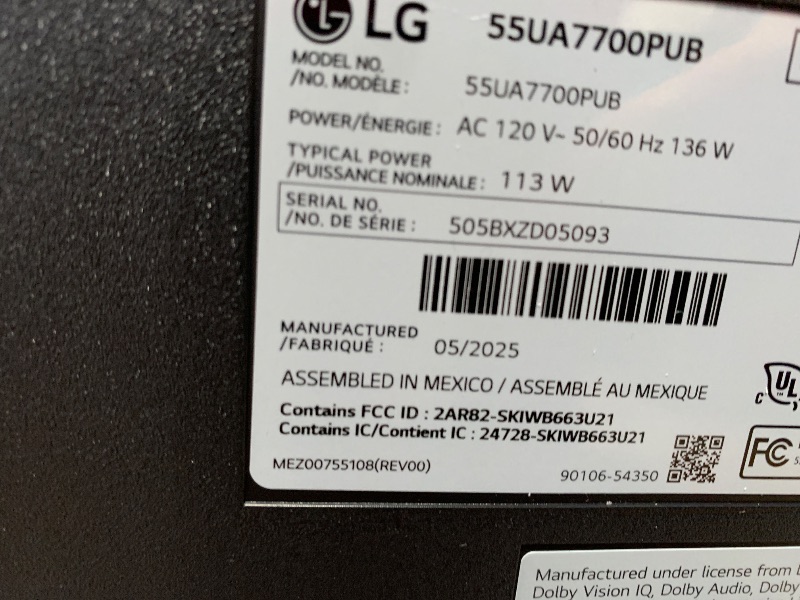 LG 55UA7700PUB
MODEL NO.
/NO. MODÈLE : 55UA7700PUB
POWER/ÉNERGIE : AC 120 V~ 50/60 Hz 136 W
TYPICAL POWER
/PUISSANCE NOMINALE : 113 W
SERIAL NO.
/NO. DE SÉRIE : 505BXZD05093
MANUFACTURED
/FABRIQUÉ : 05/2025
ASSEMBLED IN MEXICO / ASSEMBLÉ AU MEXIQUE
Contains FCC ID : 2AR82-SKIWB663U21
Contains IC/Contient IC : 24728-SKIWB663U21
MEZ00755108(REV00)
90106-54350
C UL
FC
Manufactured under license from
Dolby Vision IQ, Dolby Audio, Dolby